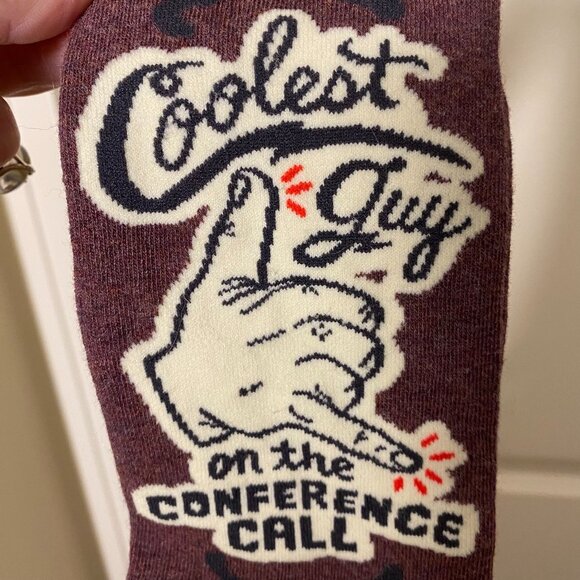 Coolest
guy
on the
CONFERENCE
CALL